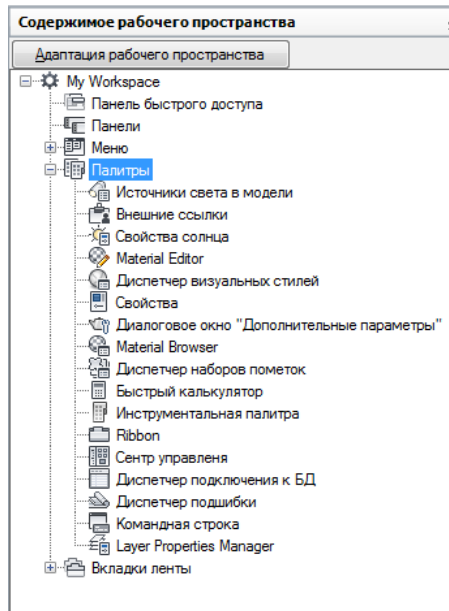 Содержимое рабочего пространства
Адаптация рабочего пространства
My Workspace
Панель быстрого доступа
Панели
Меню
Палитры
Источники света в модели
Внешние ссылки
Свойства солнца
Material Editor
Диспетчер визуальных стилей
Свойства
Диалоговое окно "Дополнительные параметры"
Material Browser
Диспетчер наборов пометок
Быстрый калькулятор
Инструментальная палитра
Ribbon
Сентр управленя
Диспетчер подключения к БД
Диспетчер подшибки
Командная строка
Layer Properties Manager
Вкладки ленты